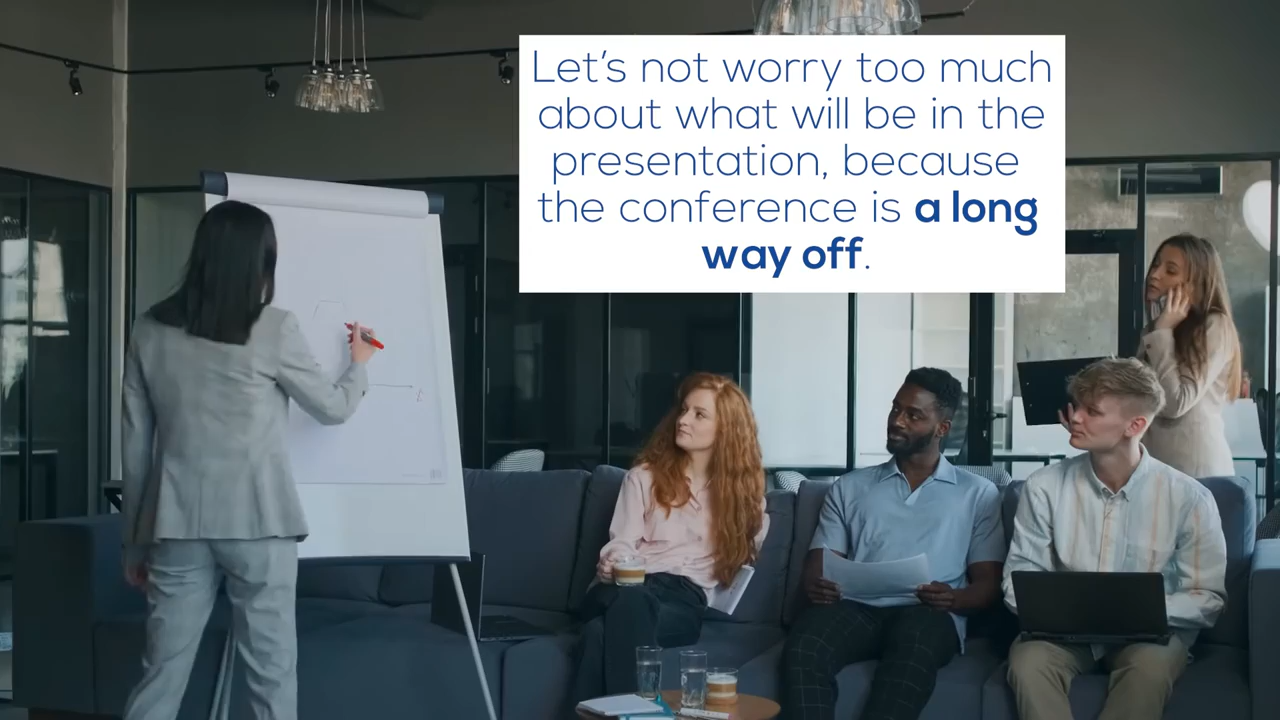 Let's not worry too much
about what will be in the
presentation, because
the conference is a long
way off.